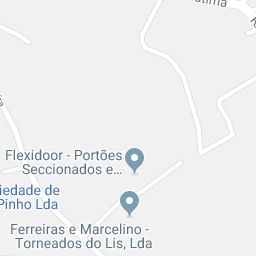 Flexidoor - Portões
Seccionados e...
iedade de
Pinho Lda
Ferreiras e Marcelino -
Torneados do Lis, Lda